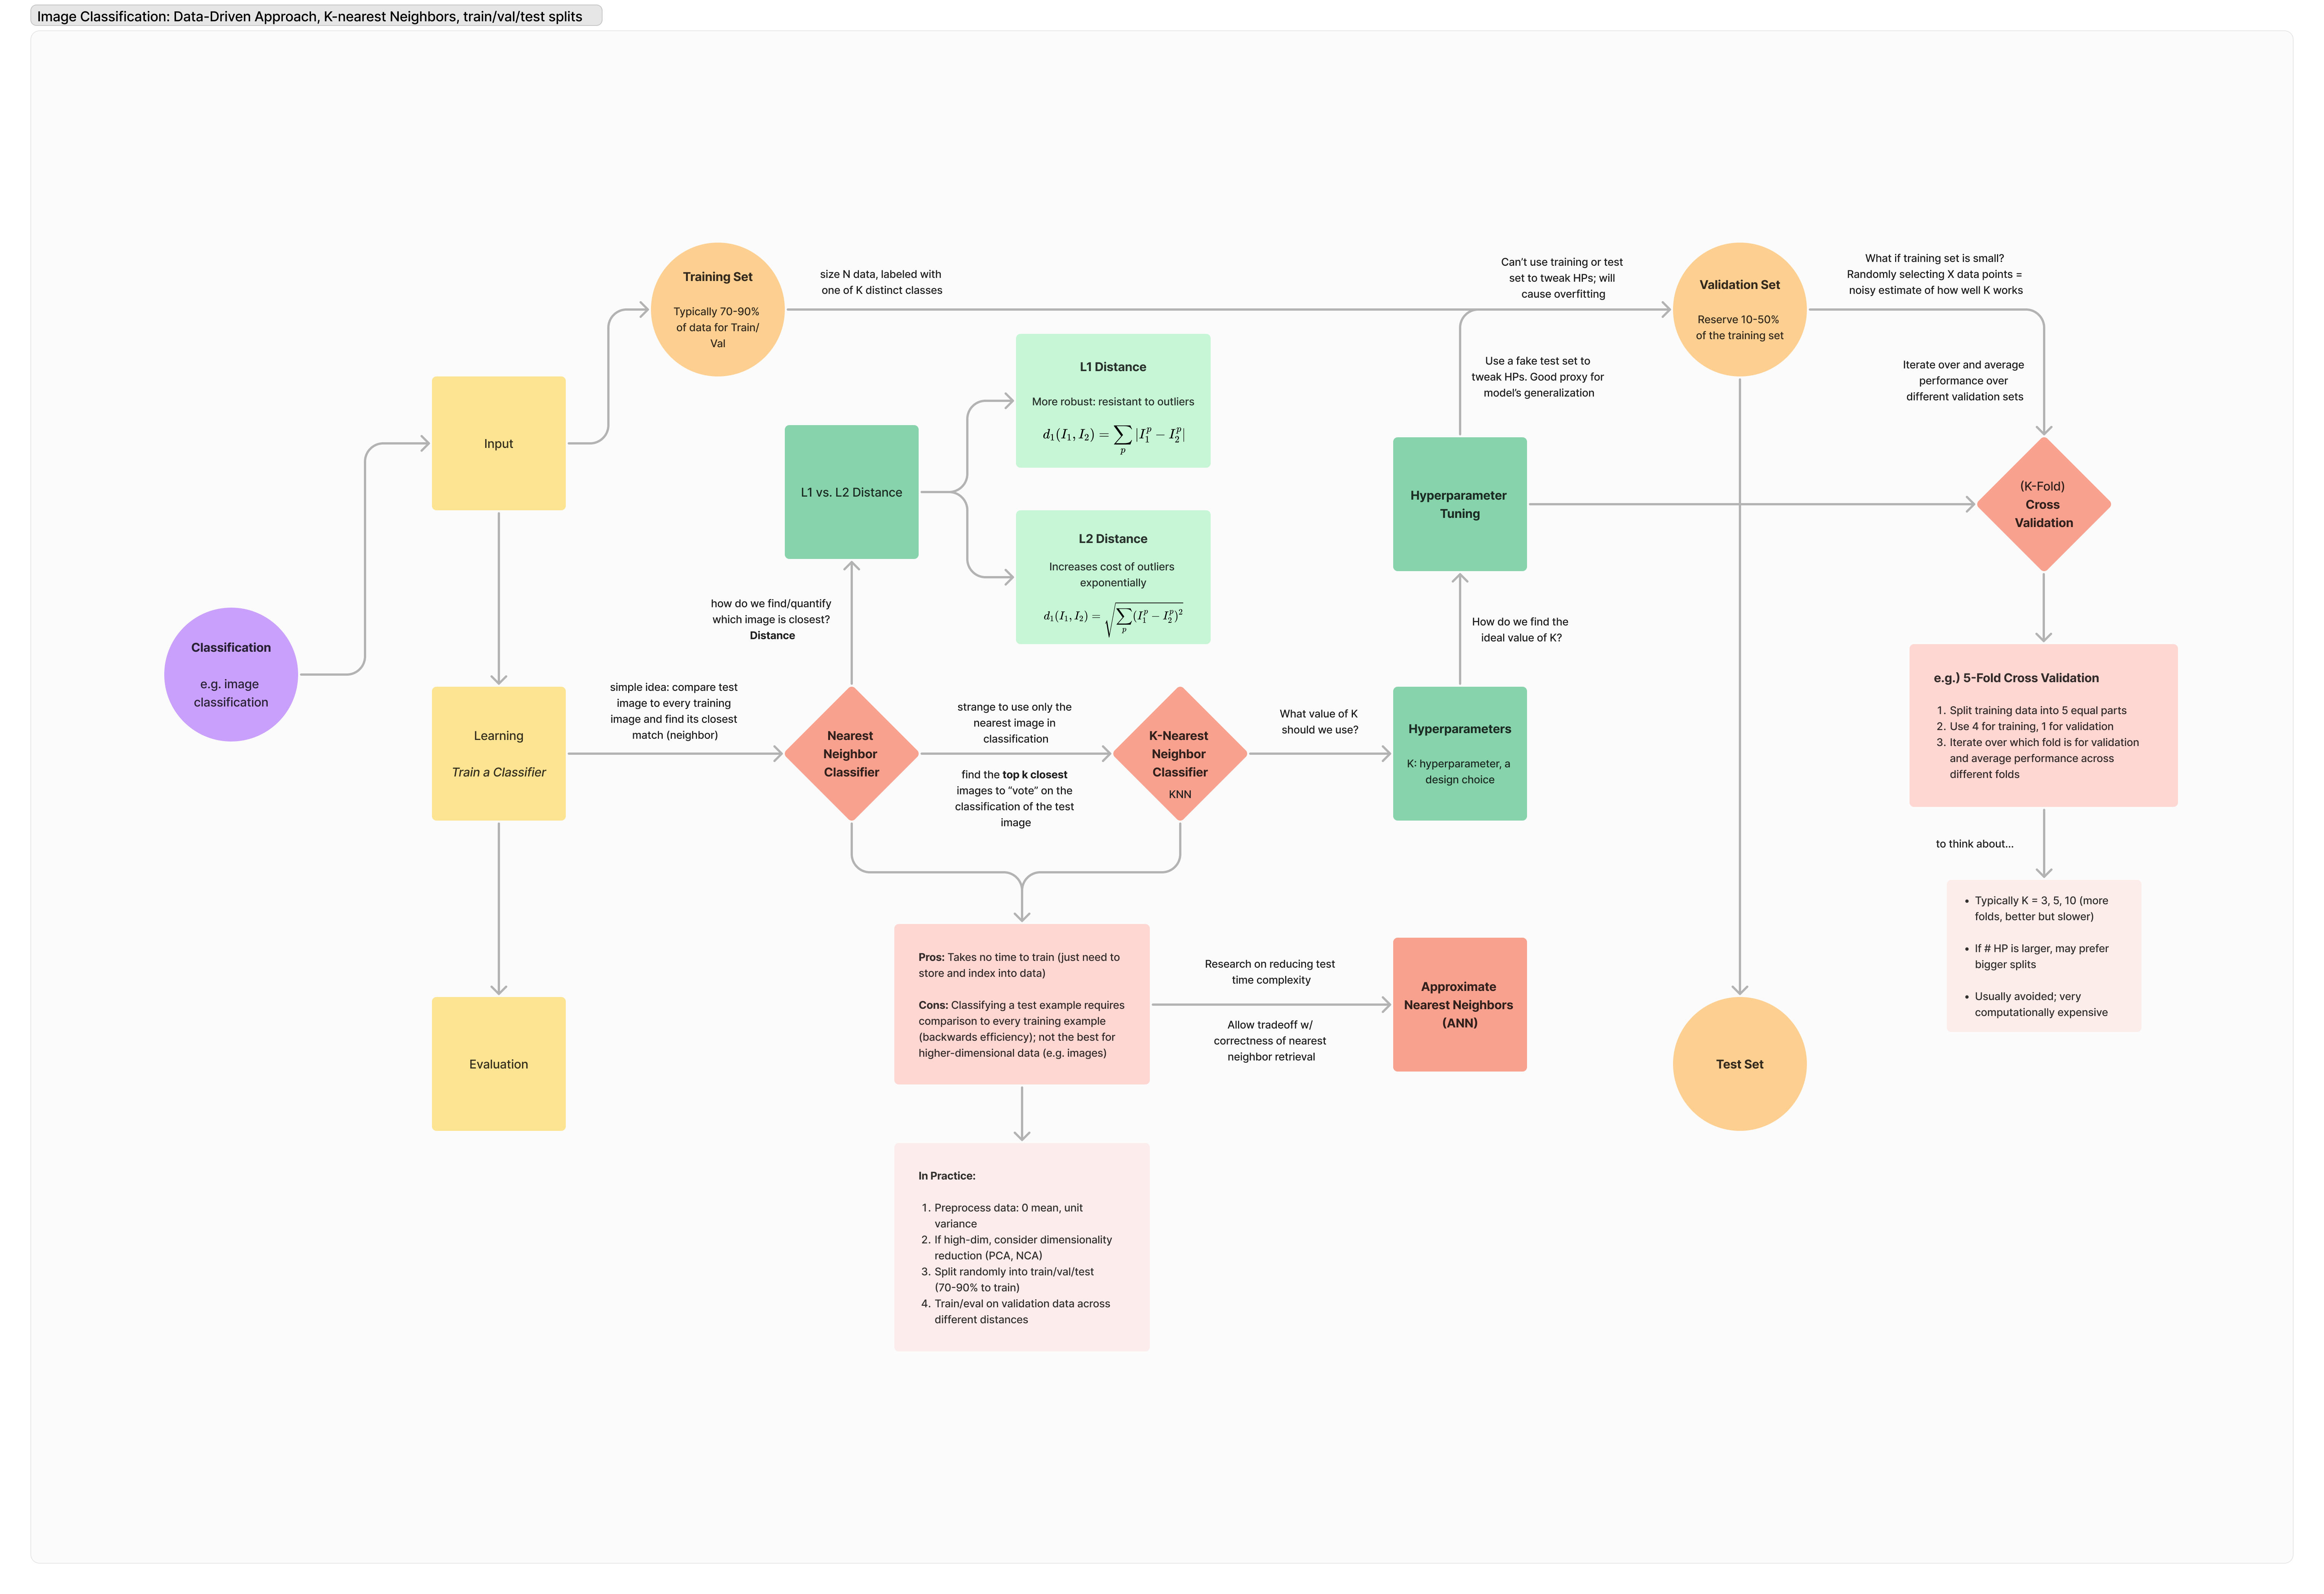 Image Classification: Data-Driven Approach, K-nearest Neighbors, train/val/test splits
Classification
e.g. image
classification
Input
Learning
Train a Classifier
Evaluation
Training Set
Typically 70-90%
of data for Train/
Val
size N data, labeled with
one of K distinct classes
simple idea: compare test
image to every training
image and find its closest
match (neighbor)
Nearest
Neighbor
Classifier
how do we find/quantify
which image is closest?
Distance
L1 vs. L2 Distance
L1 Distance
More robust: resistant to outliers
d₁(I₁, I₂) = ∑ₚ |I₁ᵖ − I₂ᵖ|
L2 Distance
Increases cost of outliers
exponentially
d₁(I₁, I₂) = √∑ₚ(I₁ᵖ − I₂ᵖ)²
strange to use only the
nearest image in
classification
find the top k closest
images to “vote” on the
classification of the test
image
K-Nearest
Neighbor
Classifier
KNN
What value of K
should we use?
Hyperparameters
K: hyperparameter, a
design choice
How do we find the
ideal value of K?
Hyperparameter
Tuning
Use a fake test set to
tweak HPs. Good proxy for
model’s generalization
Can’t use training or test
set to tweak HPs; will
cause overfitting
Validation Set
Reserve 10-50%
of the training set
What if training set is small?
Randomly selecting X data points =
noisy estimate of how well K works
Iterate over and average
performance over
different validation sets
(K-Fold)
Cross
Validation
e.g.) 5-Fold Cross Validation
1. Split training data into 5 equal parts
2. Use 4 for training, 1 for validation
3. Iterate over which fold is for validation
and average performance across
different folds
to think about...
• Typically K = 3, 5, 10 (more
folds, better but slower)
• If # HP is larger, may prefer
bigger splits
• Usually avoided; very
computationally expensive
Test Set
Pros: Takes no time to train (just need to
store and index into data)
Cons: Classifying a test example requires
comparison to every training example
(backwards efficiency); not the best for
higher-dimensional data (e.g. images)
Research on reducing test
time complexity
Allow tradeoff w/
correctness of nearest
neighbor retrieval
Approximate
Nearest Neighbors
(ANN)
In Practice:
1. Preprocess data: 0 mean, unit
variance
2. If high-dim, consider dimensionality
reduction (PCA, NCA)
3. Split randomly into train/val/test
(70-90% to train)
4. Train/eval on validation data across
different distances